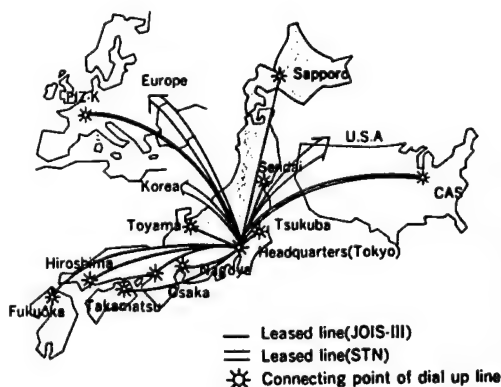 Europe
Sapporo
FIZ-K
U.S.A
Sendai
Korea
CAS
Toyama
Tsukuba
Headquarters(Tokyo)
Hiroshima
Nagoya
Osaka
Fukuoka
Takamatsu
Leased line(JOIS-III)
Leased line(STN)
Connecting point of dial up line